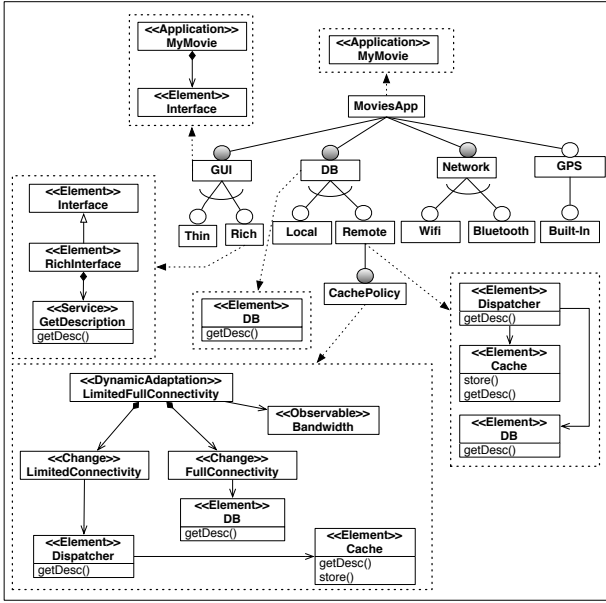 <<Application>>
MyMovie
<<Element>>
Interface
<<Application>>
MyMovie
MoviesApp
GUI
DB
Network
GPS
Thin
Rich
Local
Remote
Wifi
Bluetooth
Built-In
CachePolicy
<<Element>>
Interface
<<Element>>
RichInterface
<<Service>>
GetDescription
getDesc()
<<Element>>
DB
getDesc()
<<Element>>
Dispatcher
getDesc()
<<Element>>
Cache
store()
getDesc()
<<Element>>
DB
getDesc()
<<DynamicAdaptation>>
LimitedFullConnectivity
<<Observable>>
Bandwidth
<<Change>>
LimitedConnectivity
<<Change>>
FullConnectivity
<<Element>>
DB
getDesc()
<<Element>>
Dispatcher
getDesc()
<<Element>>
Cache
getDesc()
store()